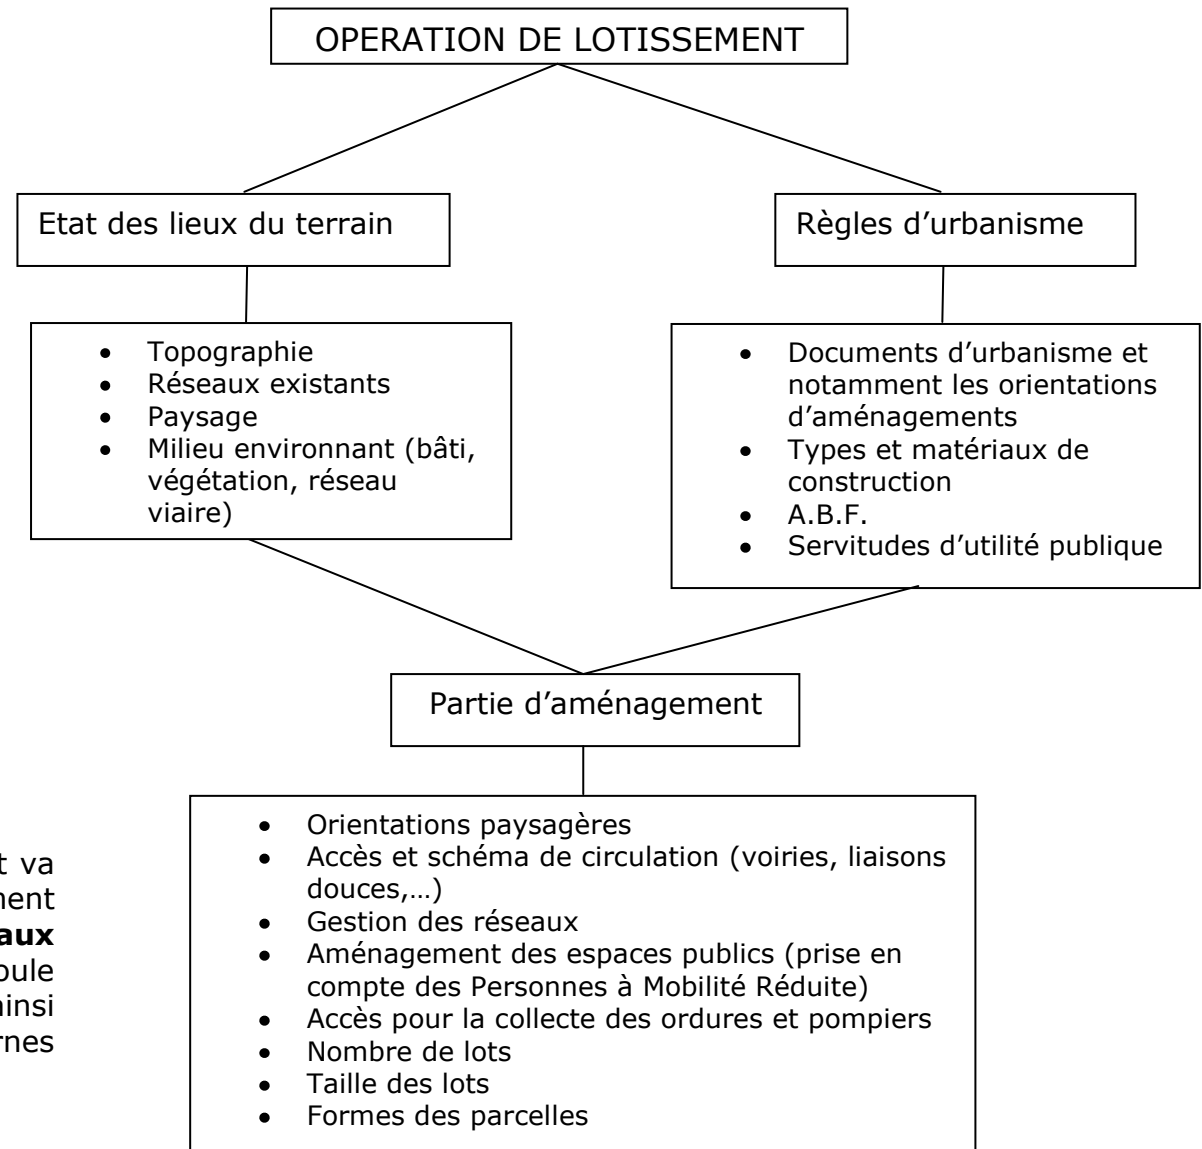 OPERATION DE LOTISSEMENT
Etat des lieux du terrain
Règles d’urbanisme
• Topographie
• Réseaux existants
• Paysage
• Milieu environnant (bâti,
végétation, réseau
viaire)
• Documents d’urbanisme et
notamment les orientations
d’aménagements
• Types et matériaux de
construction
• A.B.F.
• Servitudes d’utilité publique
Partie d’aménagement
• Orientations paysagères
• Accès et schéma de circulation (voiries, liaisons
douces,…)
• Gestion des réseaux
• Aménagement des espaces publics (prise en
compte des Personnes à Mobilité Réduite)
• Accès pour la collecte des ordures et pompiers
• Nombre de lots
• Taille des lots
• Formes des parcelles
t va
ment
aux
oule
ainsi
rnes